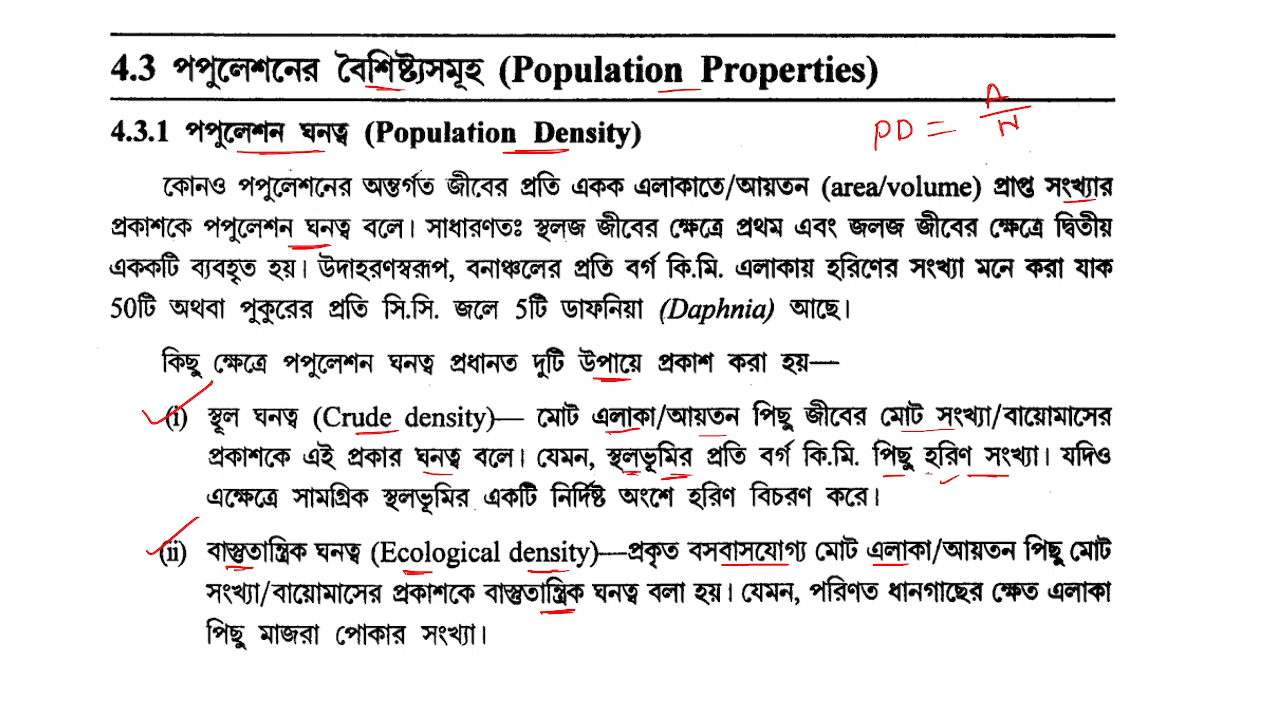 4.3 পপুলেশনের বৈশিষ্ট্যসমূহ (Population Properties)
PD = A/N
4.3.1 পপুলেশন ঘনত্ব (Population Density)
কোনও পপুলেশনের অন্তর্গত জীবের প্রতি একক এলাকাতে/আয়তন (area/volume) প্রাপ্ত সংখ্যার
প্রকাশকে পপুলেশন ঘনত্ব বলে। সাধারণতঃ স্থলজ জীবের ক্ষেত্রে প্রথম এবং জলজ জীবের ক্ষেত্রে দ্বিতীয়
এককটি ব্যবহৃত হয়। উদাহরণস্বরূপ, বনাঞ্চলের প্রতি বর্গ কি.মি. এলাকায় হরিণের সংখ্যা মনে করা যাক
50টি অথবা পুকুরের প্রতি সি.সি. জলে 5টি ডাফনিয়া (Daphnia) আছে।
কিছু ক্ষেত্রে পপুলেশন ঘনত্ব প্রধানত দুটি উপায়ে প্রকাশ করা হয়—
(i) স্থূল ঘনত্ব (Crude density)— মোট এলাকা/আয়তন পিছু জীবের মোট সংখ্যা/বায়োমাসের
প্রকাশকে এই প্রকার ঘনত্ব বলে। যেমন, স্থলভূমির প্রতি বর্গ কি.মি. পিছু হরিণ সংখ্যা। যদিও
এক্ষেত্রে সামগ্রিক স্থলভূমির একটি নির্দিষ্ট অংশে হরিণ বিচরণ করে।
(ii) বাস্তুতান্ত্রিক ঘনত্ব (Ecological density)—প্রকৃত বসবাসযোগ্য মোট এলাকা/আয়তন পিছু মোট
সংখ্যা/বায়োমাসের প্রকাশকে বাস্তুতান্ত্রিক ঘনত্ব বলা হয়। যেমন, পরিণত ধানগাছের ক্ষেত এলাকা
পিছু মাজরা পোকার সংখ্যা।